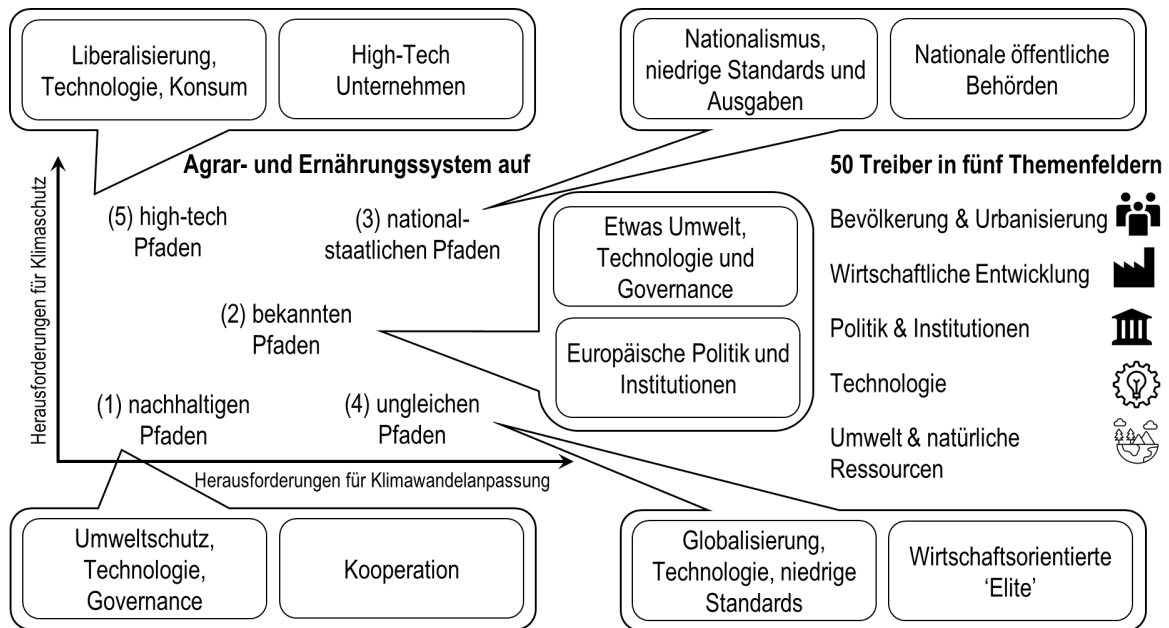 Liberalisierung,
Technologie, Konsum
High-Tech
Unternehmen
Nationalismus,
niedrige Standards und
Ausgaben
Nationale öffentliche
Behörden
Agrar- und Ernährungssystem auf
50 Treiber in fünf Themenfeldern
Herausforderungen für Klimaschutz
(5) high-tech
Pfaden
(3) national-
staatlichen Pfaden
(2) bekannten
Pfaden
(1) nachhaltigen
Pfaden
(4) ungleichen
Pfaden
Herausforderungen für Klimawandelanpassung
Etwas Umwelt,
Technologie und
Governance
Europäische Politik und
Institutionen
Bevölkerung & Urbanisierung
Wirtschaftliche Entwicklung
Politik & Institutionen
Technologie
Umwelt & natürliche
Ressourcen
Umweltschutz,
Technologie,
Governance
Kooperation
Globalisierung,
Technologie, niedrige
Standards
Wirtschaftsorientierte
‘Elite’